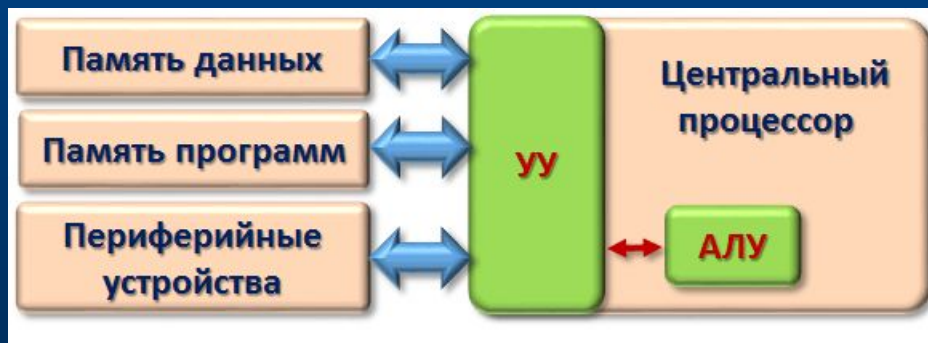 Память данных
Память программ
Периферийные
устройства
УУ
Центральный
процессор
АЛУ